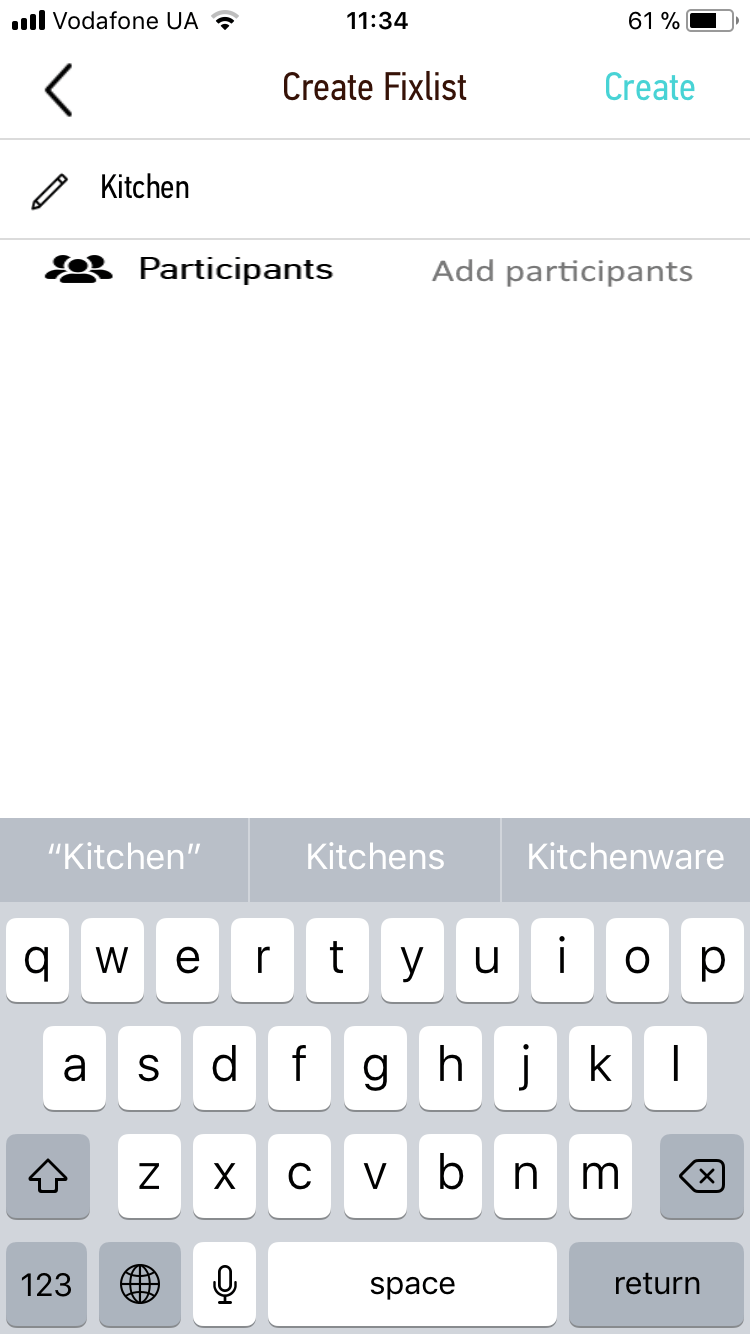 Vodafone UA 11:34 61 %
Create Fixlist Create
Kitchen
Participants Add participants
“Kitchen” Kitchens Kitchenware
q w e r t y u i o p
a s d f g h j k l
z x c v b n m
123 space return